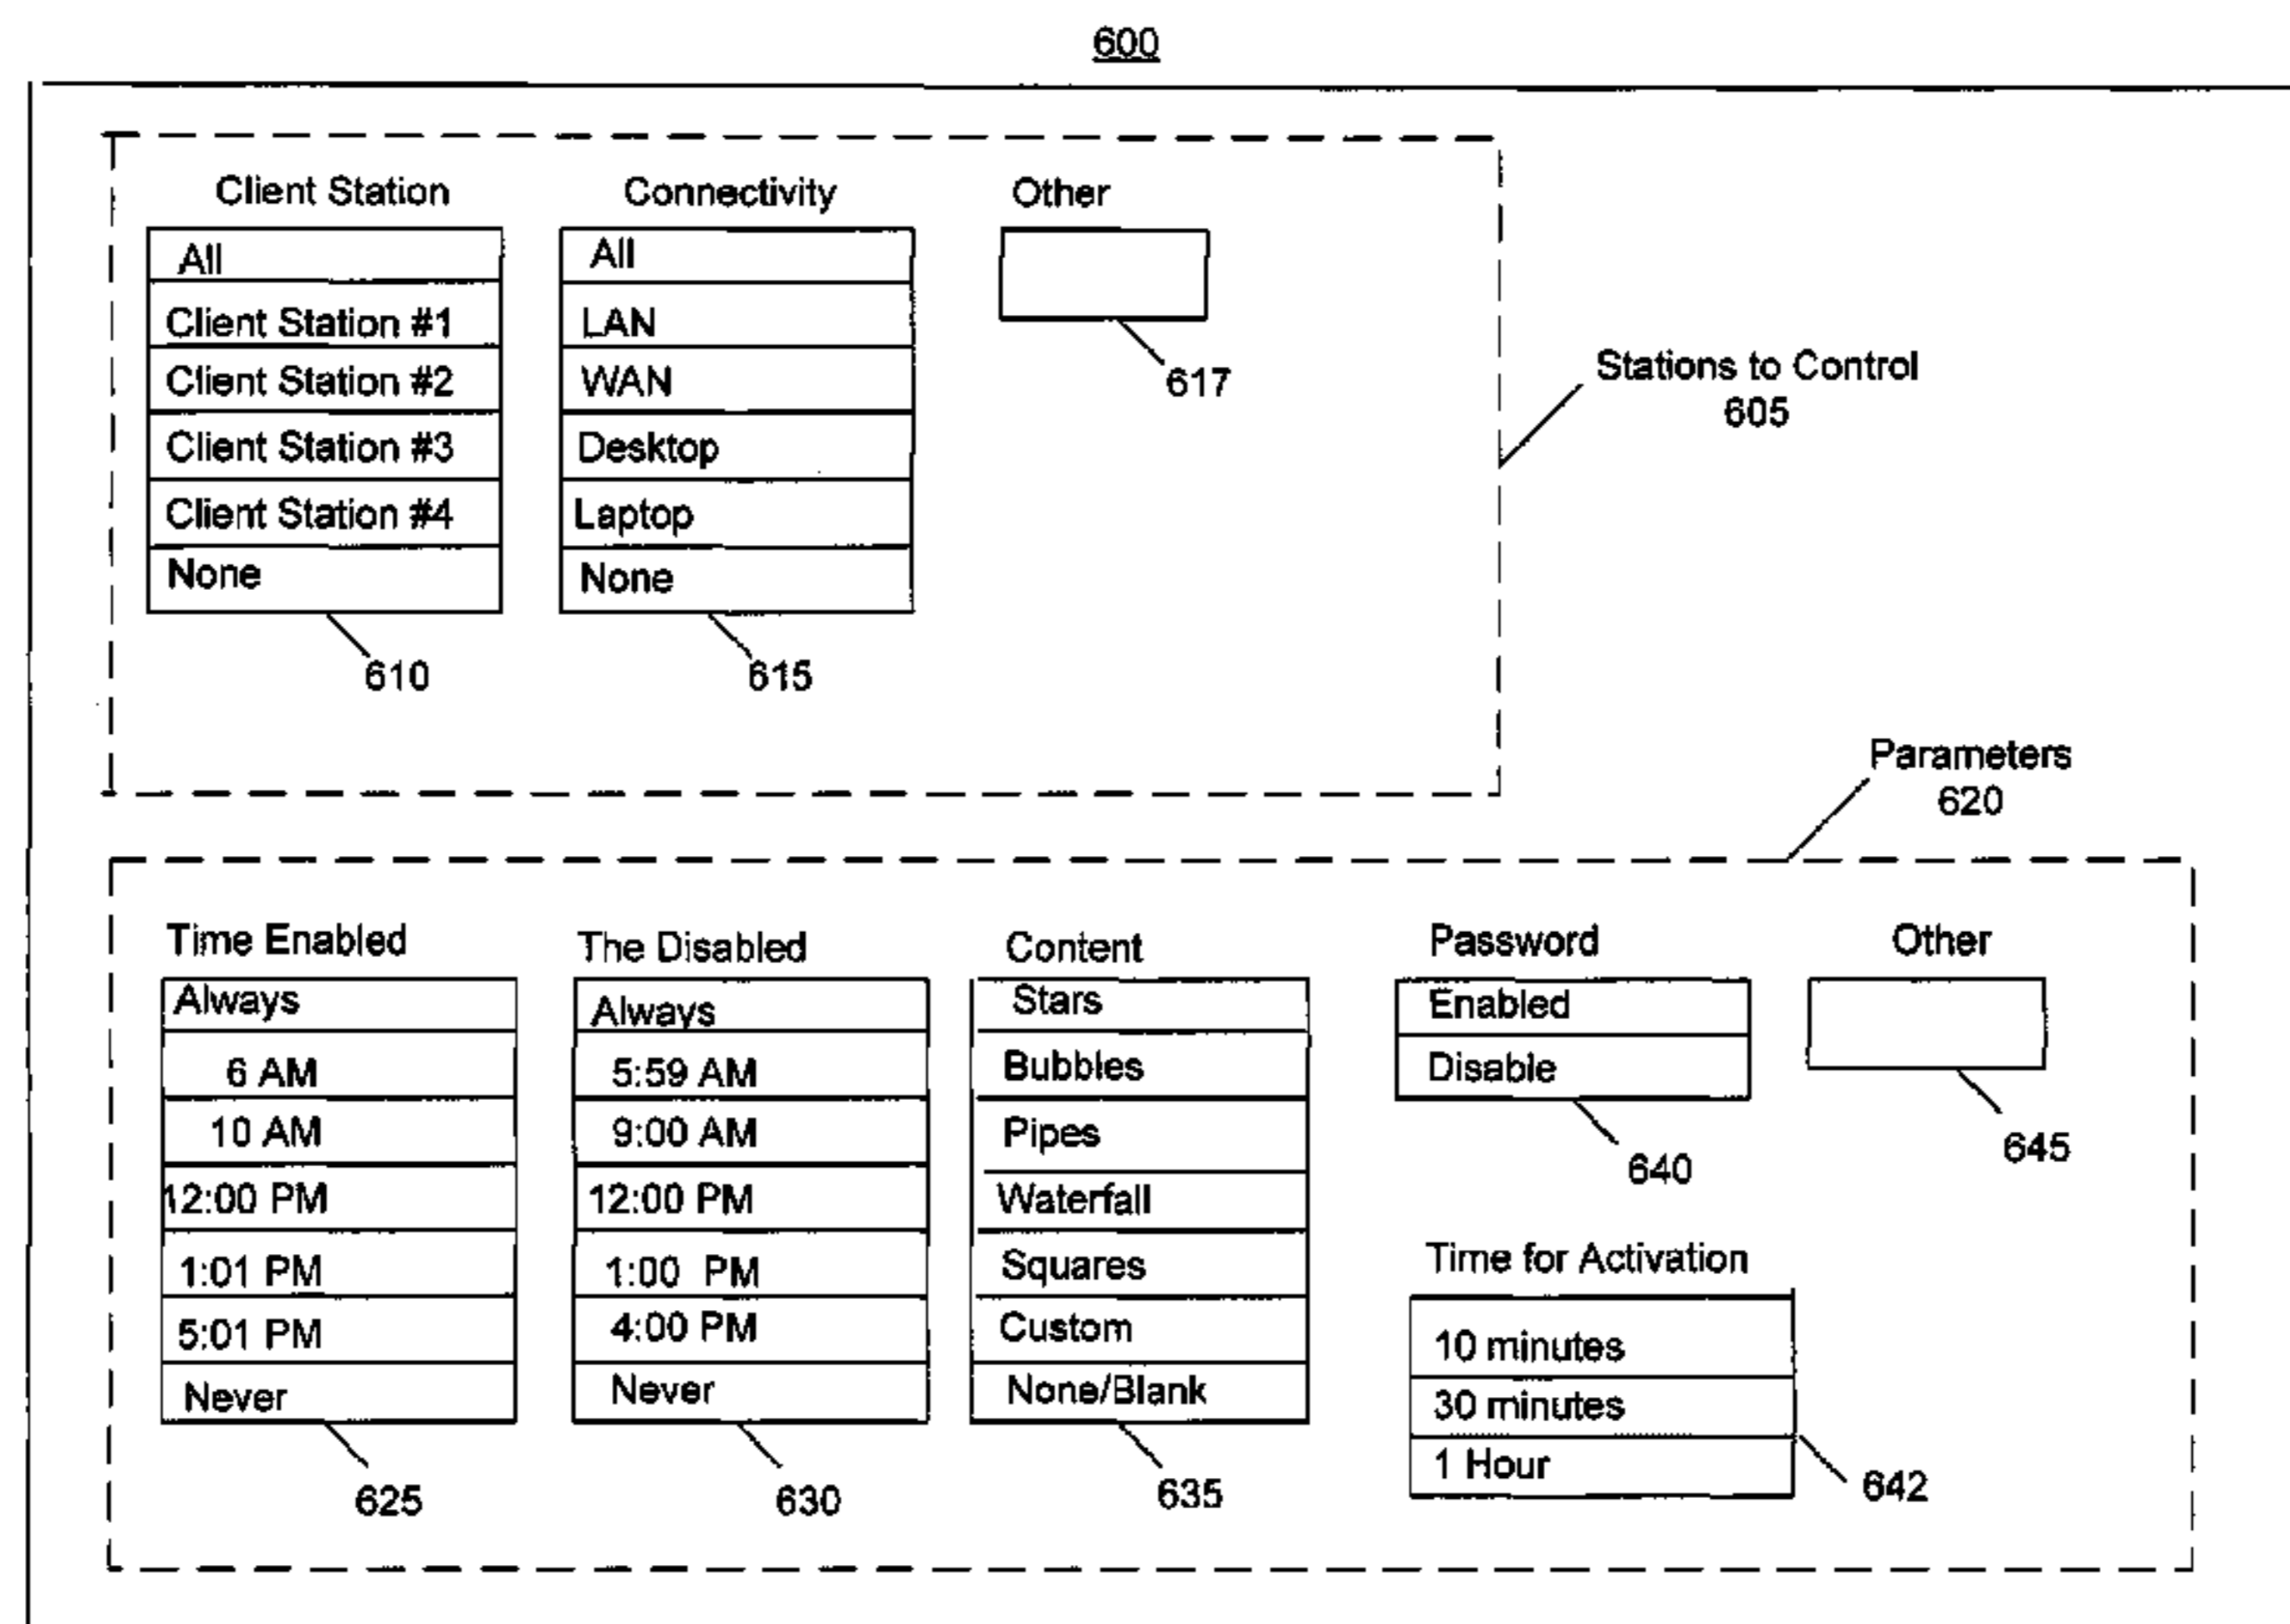 600
Client Station
All
Client Station #1
Client Station #2
Client Station #3
Client Station #4
None
610
Connectivity
All
LAN
WAN
Desktop
Laptop
None
615
Other
617
Stations to Control
605
Parameters
620
Time Enabled
Always
6 AM
10 AM
12:00 PM
1:01 PM
5:01 PM
Never
625
The Disabled
Always
5:59 AM
9:00 AM
12:00 PM
1:00 PM
4:00 PM
Never
630
Content
Stars
Bubbles
Pipes
Waterfall
Squares
Custom
None/Blank
635
Password
Enabled
Disable
640
Other
645
Time for Activation
10 minutes
30 minutes
1 Hour
642